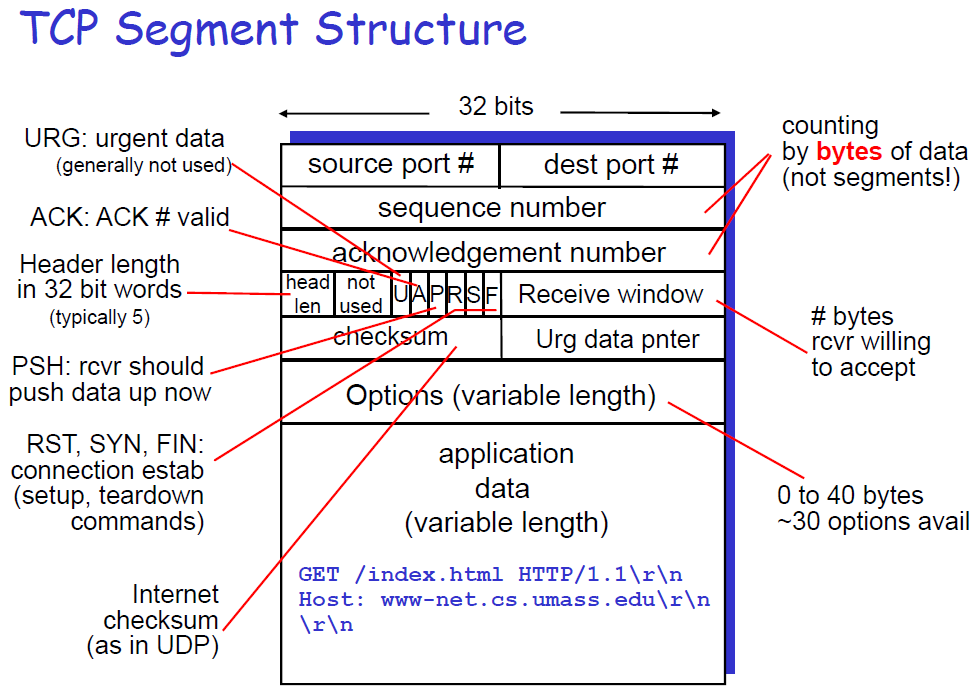 TCP Segment Structure
32 bits
URG: urgent data
(generally not used)
ACK: ACK # valid
Header length
in 32 bit words
(typically 5)
PSH: rcvr should
push data up now
RST, SYN, FIN:
connection estab
(setup, teardown
commands)
Internet
checksum
(as in UDP)
source port #
dest port #
sequence number
acknowledgement number
head
len
not
used
U
A
P
R
S
F
Receive window
checksum
Urg data pnter
Options (variable length)
application
data
(variable length)
GET /index.html HTTP/1.1\r\n
Host: www-net.cs.umass.edu\r\n
\r\n
counting
by bytes of data
(not segments!)
# bytes
rcvr willing
to accept
0 to 40 bytes
~30 options avail